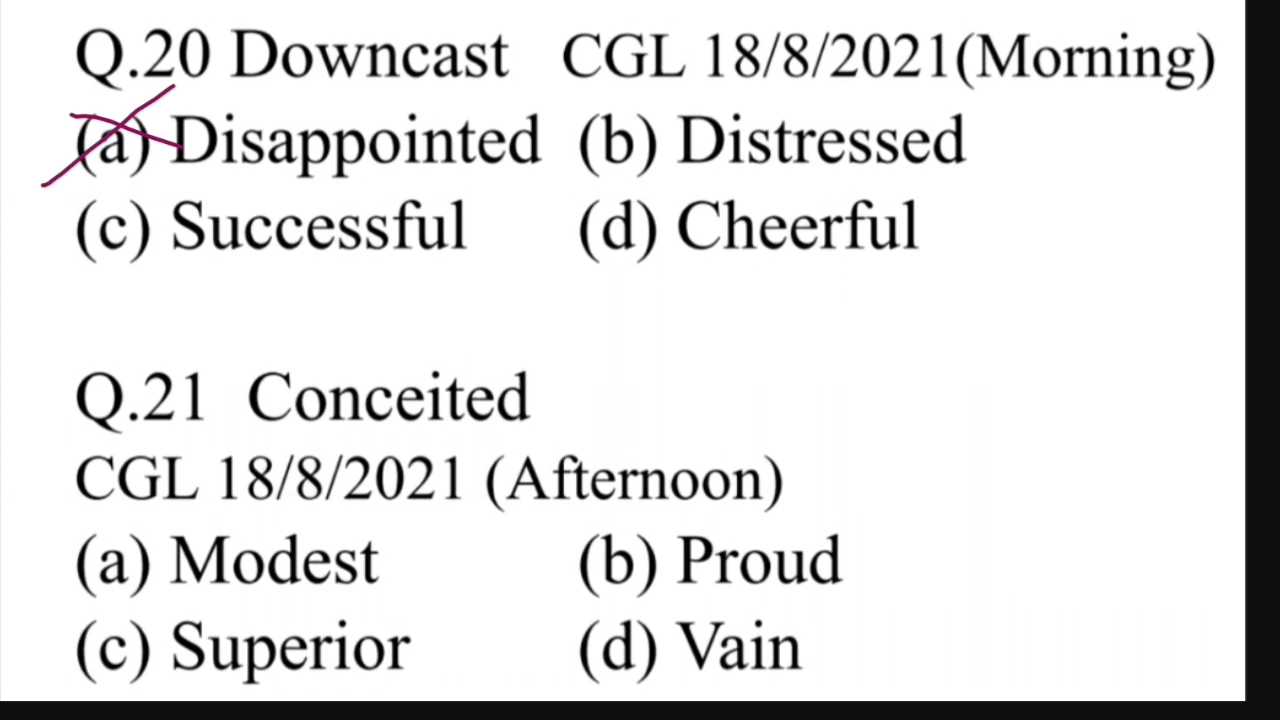 Q.20 Downcast CGL 18/8/2021(Morning)
(a) Disappointed (b) Distressed
(c) Successful (d) Cheerful
Q.21 Conceited
CGL 18/8/2021 (Afternoon)
(a) Modest (b) Proud
(c) Superior (d) Vain